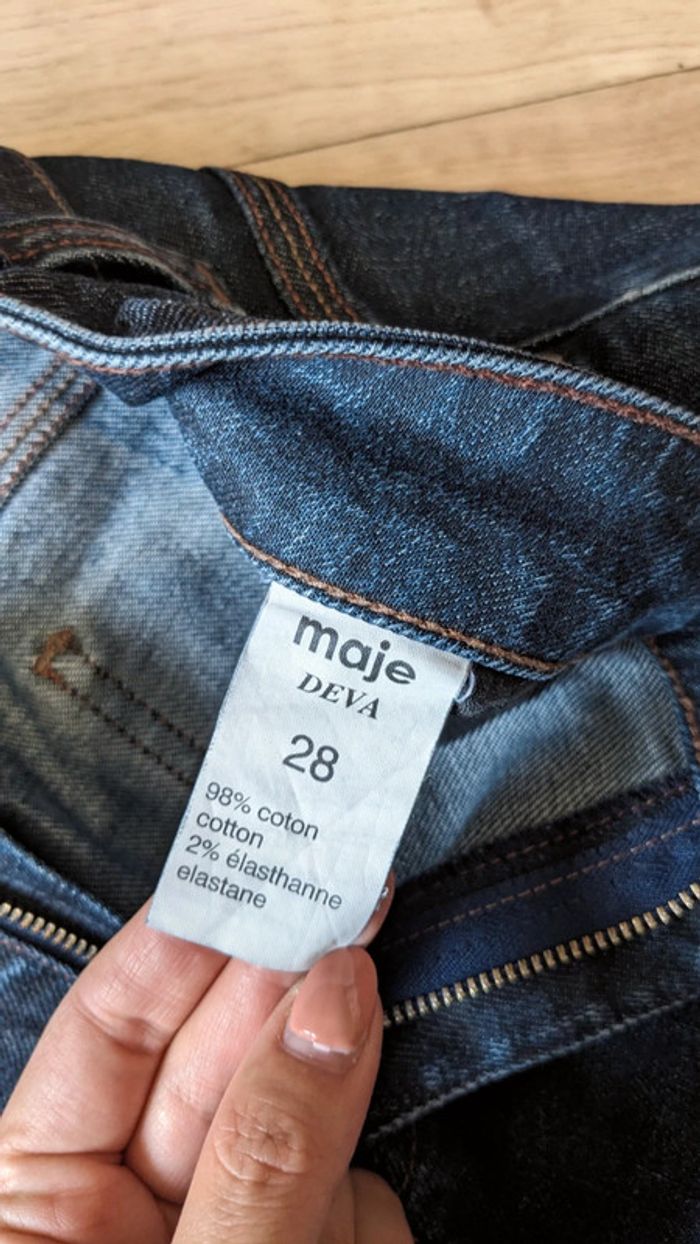 maje
DEVA
28
98% coton
cotton
2% élasthanne
elastane